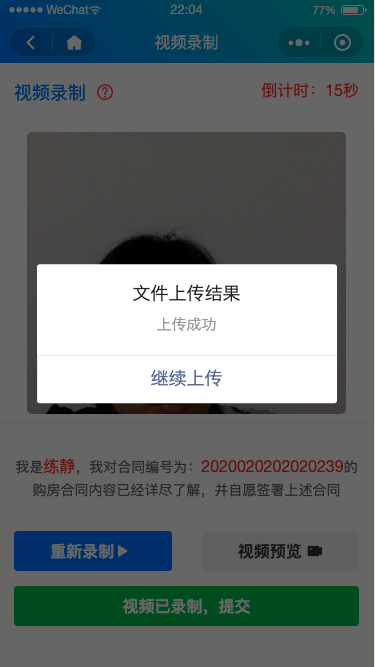 WeChat 22:04 77%
视频录制
视频录制 ? 倒计时：15秒
文件上传结果
上传成功
继续上传
我是练静，我对合同编号为：2020020202020239的
购房合同内容已经详尽了解，并自愿签署上述合同
重新录制 视频预览
视频已录制，提交